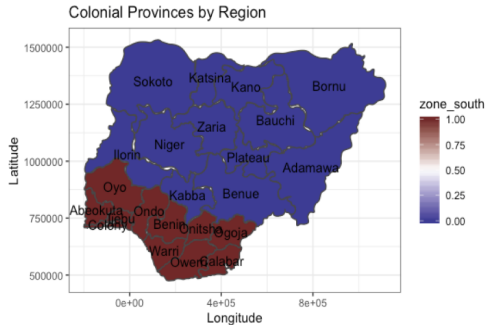 Colonial Provinces by Region
1500000
1250000
1000000
750000
500000
Latitude
Sokoto
Katsina
Kano
Bornu
Zaria
Bauchi
Niger
Plateau
Ilorin
Adamawa
Oyo
Kabba
Benue
Abeokuta
Ijebu
Colony
Ondo
Benin
Onitsha
Ogoja
Warri
Owerri
Calabar
0e+00
4e+05
8e+05
Longitude
zone_south
1.00
0.75
0.50
0.25
0.00